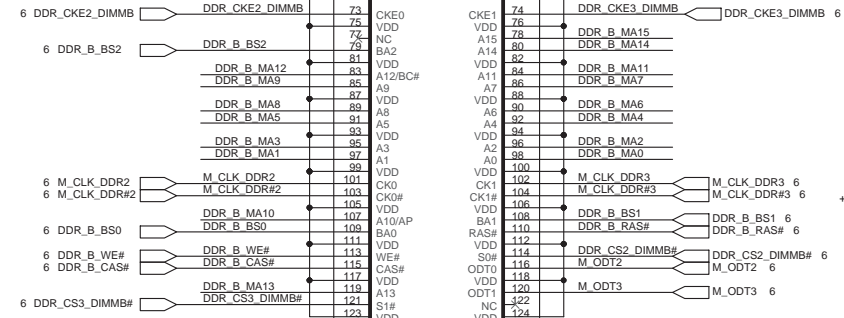 6 DDR_CKE2_DIMMB DDR_CKE2_DIMMB 73 CKE0 CKE1 74 DDR_CKE3_DIMMB DDR_CKE3_DIMMB 6
75 VDD VDD 76
77 NC A15 78 DDR_B_MA15
6 DDR_B_BS2 DDR_B_BS2 79 BA2 A14 80 DDR_B_MA14
81 VDD VDD 82
DDR_B_MA12 83 A12/BC# A11 84 DDR_B_MA11
DDR_B_MA9 85 A9 A7 86 DDR_B_MA7
87 VDD VDD 88
DDR_B_MA8 89 A8 A6 90 DDR_B_MA6
DDR_B_MA5 91 A5 A4 92 DDR_B_MA4
93 VDD VDD 94
DDR_B_MA3 95 A3 A2 96 DDR_B_MA2
DDR_B_MA1 97 A1 A0 98 DDR_B_MA0
99 VDD VDD 100
6 M_CLK_DDR2 M_CLK_DDR2 101 CK0 CK1 102 M_CLK_DDR3 M_CLK_DDR3 6
6 M_CLK_DDR#2 M_CLK_DDR#2 103 CK0# CK1# 104 M_CLK_DDR#3 M_CLK_DDR#3 6
105 VDD VDD 106
DDR_B_MA10 107 A10/AP BA1 108 DDR_B_BS1 DDR_B_BS1 6
6 DDR_B_BS0 DDR_B_BS0 109 BA0 RAS# 110 DDR_B_RAS# DDR_B_RAS# 6
111 VDD VDD 112
6 DDR_B_WE# DDR_B_WE# 113 WE# S0# 114 DDR_CS2_DIMMB# DDR_CS2_DIMMB# 6
6 DDR_B_CAS# DDR_B_CAS# 115 CAS# ODT0 116 M_ODT2 M_ODT2 6
117 VDD VDD 118
DDR_B_MA13 119 A13 ODT1 120 M_ODT3 M_ODT3 6
6 DDR_CS3_DIMMB# DDR_CS3_DIMMB# 121 S1# NC 122
123 VDD VDD 124